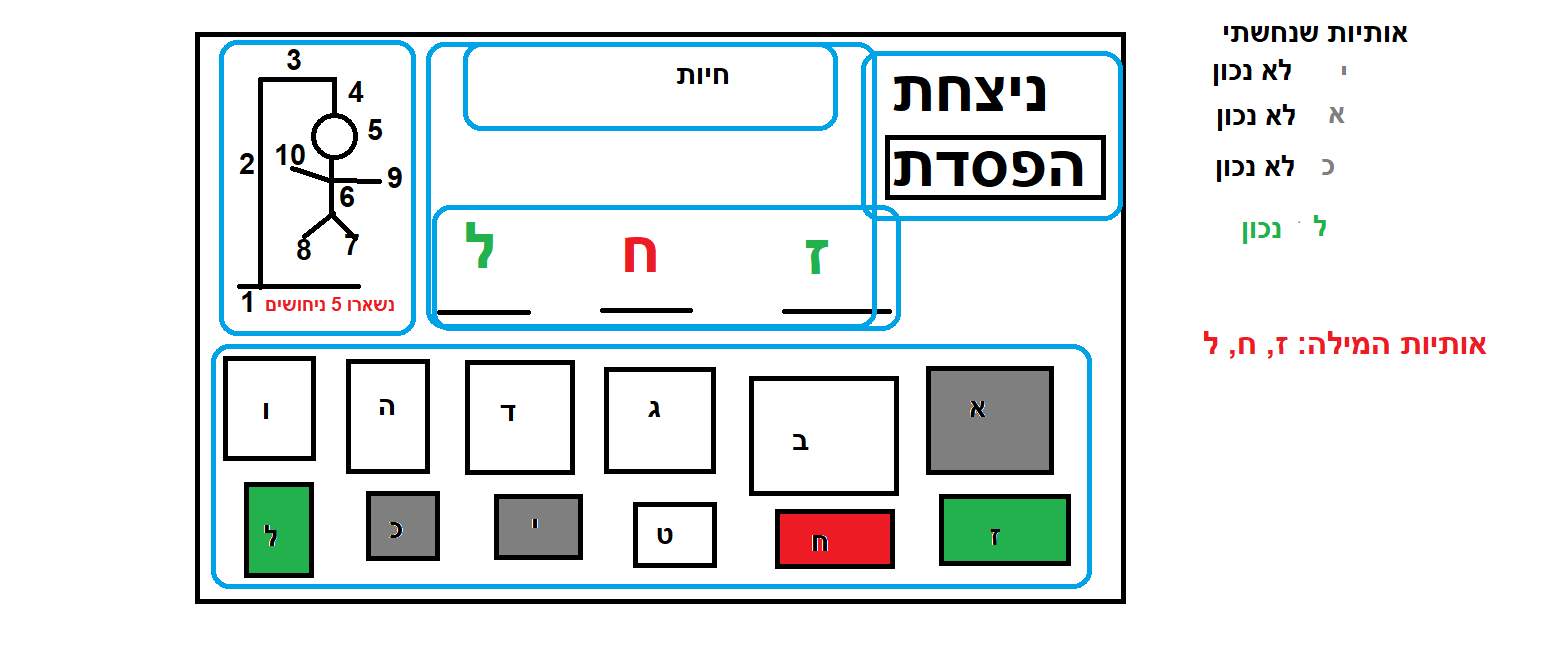 אותיות שנחשתי
י לא נכון
א לא נכון
כ לא נכון
ל נכון
אותיות המילה: ז, ח, ל
ניצחת
הפסדת
חיות
ז ח ל
3
4
5
10
2
9
6
8 7
1
נשארו 5 ניחושים
א ב ג ד ה ו
ז ח ט י כ ל